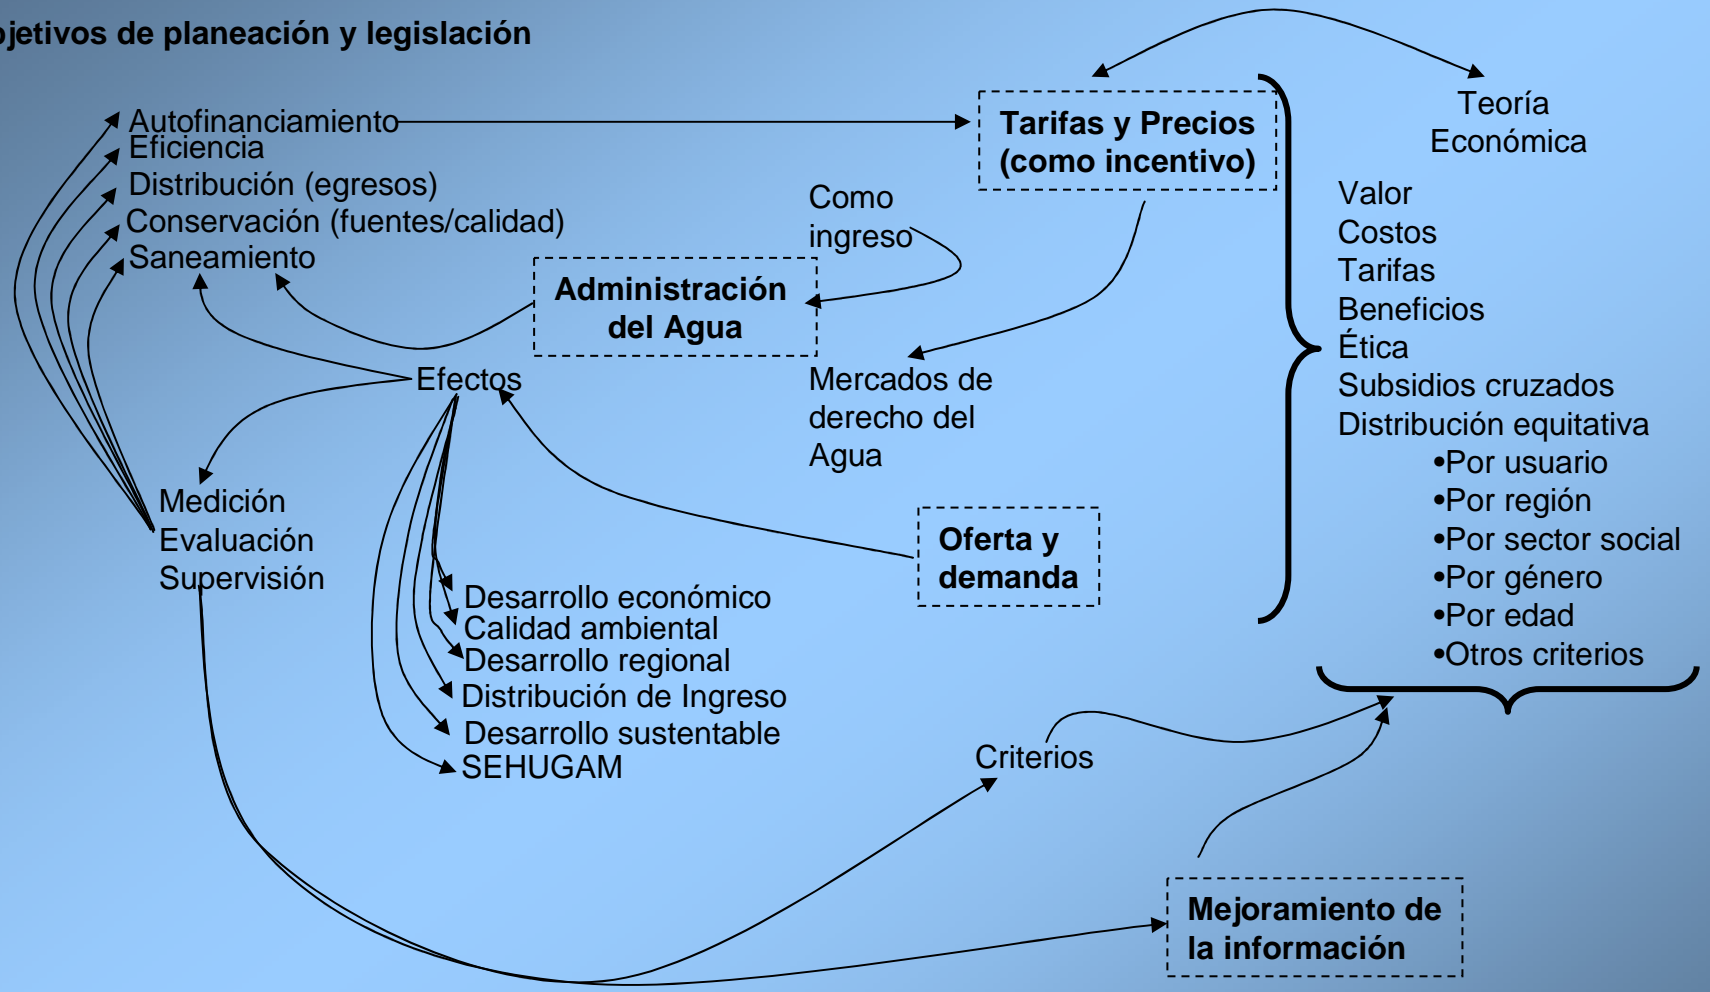 bjetivos de planeación y legislación
Autofinanciamiento
Eficiencia
Distribución (egresos)
Conservación (fuentes/calidad)
Saneamiento
Tarifas y Precios
(como incentivo)
Teoría
Económica
Como
ingreso
Administración
del Agua
Efectos
Mercados de
derecho del
Agua
Valor
Costos
Tarifas
Beneficios
Ética
Subsidios cruzados
Distribución equitativa
•Por usuario
•Por región
•Por sector social
•Por género
•Por edad
•Otros criterios
Medición
Evaluación
Supervisión
Oferta y
demanda
Desarrollo económico
Calidad ambiental
Desarrollo regional
Distribución de Ingreso
Desarrollo sustentable
SEHUGAM
Criterios
Mejoramiento de
la información